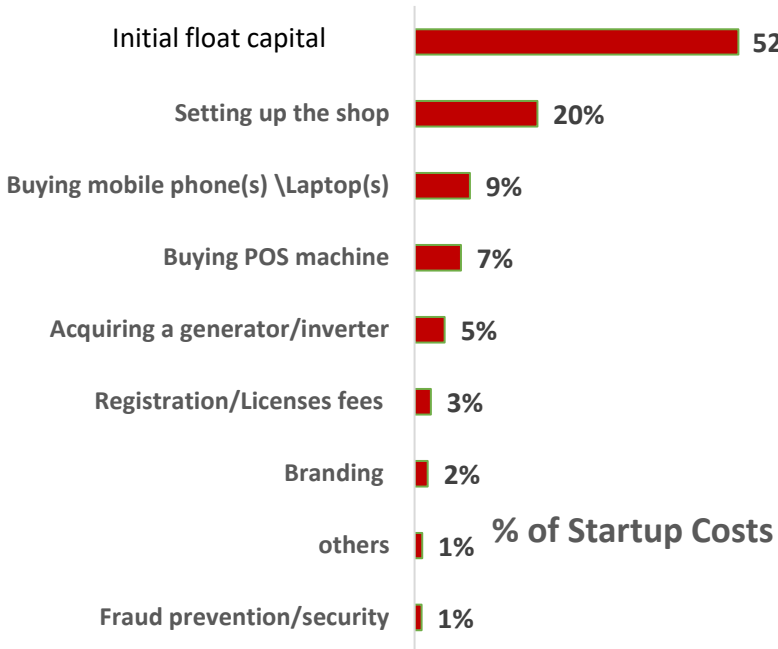 Initial float capital
52
Setting up the shop
20%
Buying mobile phone(s) \Laptop(s)
9%
Buying POS machine
7%
Acquiring a generator/inverter
5%
Registration/Licenses fees
3%
Branding
2%
others
1%
% of Startup Costs
Fraud prevention/security
1%